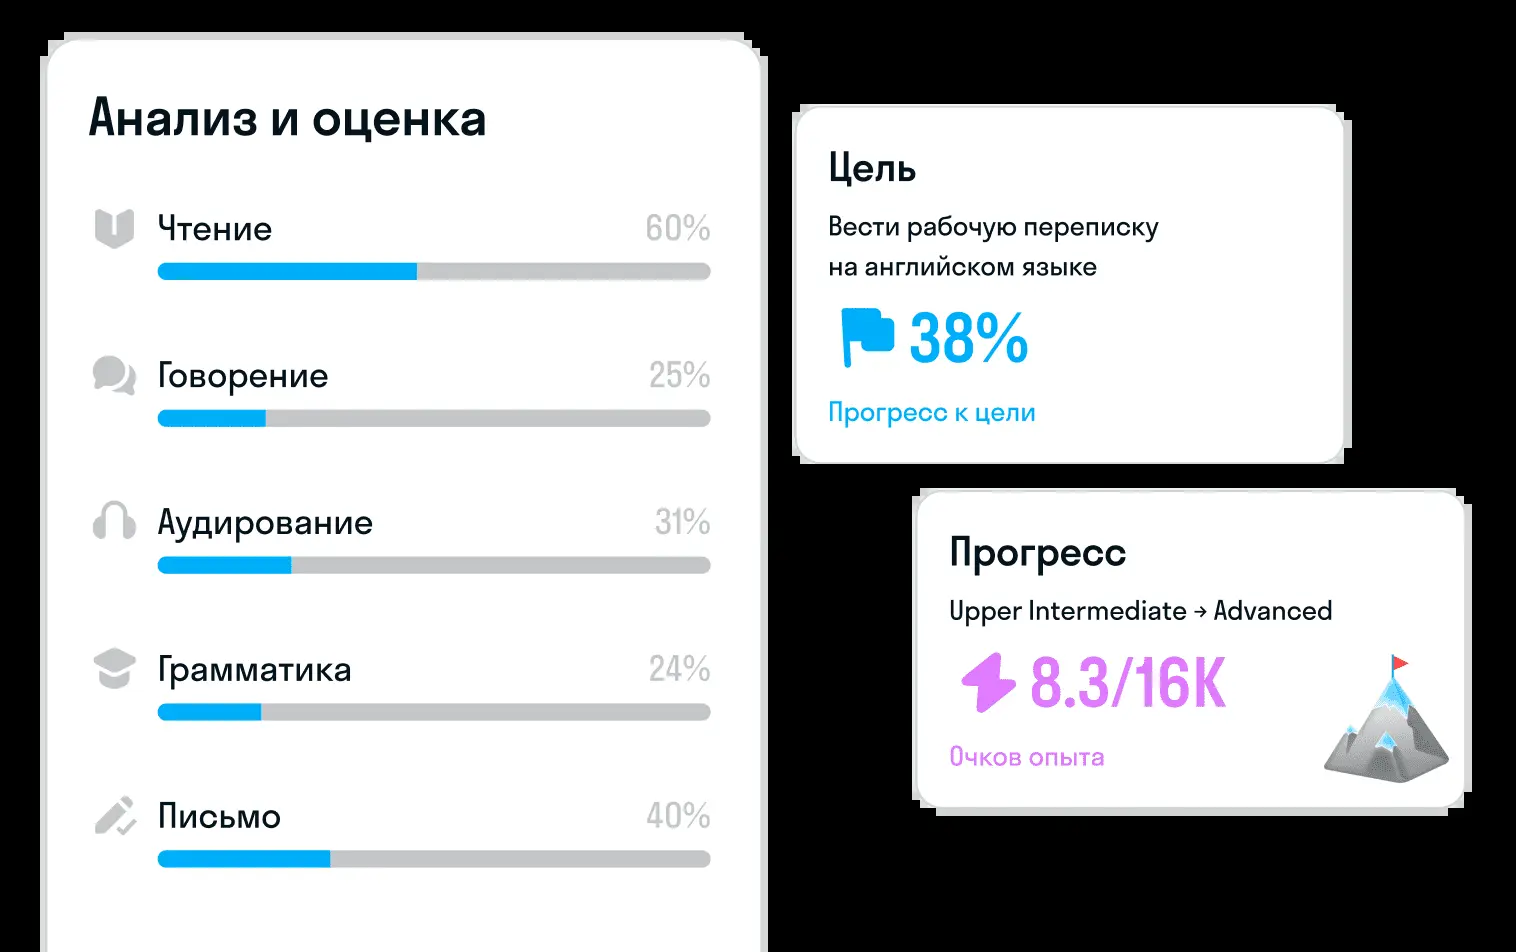 Анализ и оценка
Чтение 60%
Говорение 25%
Аудирование 31%
Грамматика 24%
Письмо 40%
Цель
Вести рабочую переписку
на английском языке
38%
Прогресс к цели
Прогресс
Upper Intermediate → Advanced
8.3/16K
Очков опыта